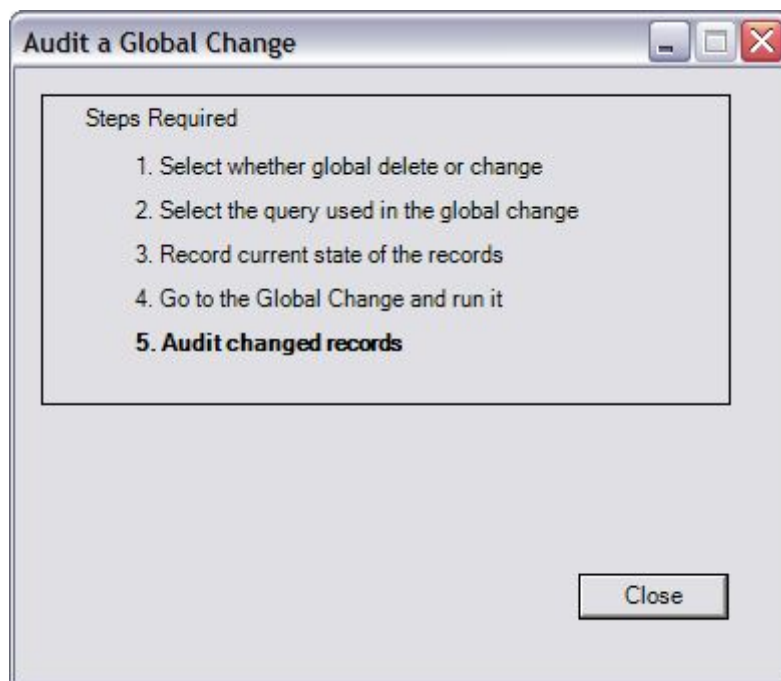 Audit a Global Change
Steps Required
1. Select whether global delete or change
2. Select the query used in the global change
3. Record current state of the records
4. Go to the Global Change and run it
5. Audit changed records
Close